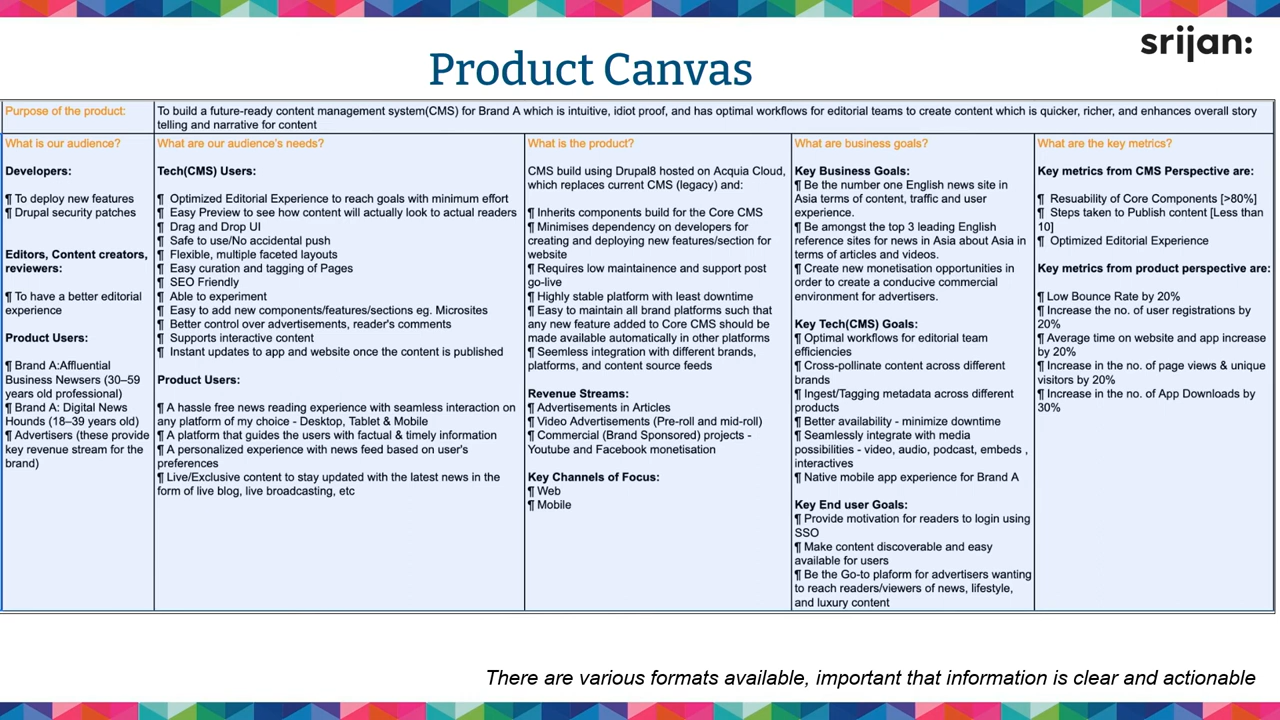 srijan:
Product Canvas
Purpose of the product:
To build a future-ready content management system(CMS) for Brand A which is intuitive, idiot proof, and has optimal workflows for editorial teams to create content which is quicker, richer, and enhances overall story
telling and narrative for content
What is our audience?
Developers:
¶ To deploy new features
¶ Drupal security patches
Editors, Content creators,
reviewers:
¶ To have a better editorial
experience
Product Users:
¶ Brand A:Affluential
Business Newsers (30–59
years old professional)
¶ Brand A: Digital News
Hounds (18–39 years old)
¶ Advertisers (these provide
key revenue stream for the
brand)
What are our audience's needs?
Tech(CMS) Users:
¶ Optimized Editorial Experience to reach goals with minimum effort
¶ Easy Preview to see how content will actually look to actual readers
¶ Drag and Drop UI
¶ Safe to use/No accidental push
¶ Flexible, multiple faceted layouts
¶ Easy curation and tagging of Pages
¶ SEO Friendly
¶ Able to experiment
¶ Easy to add new components/features/sections eg. Microsites
¶ Better control over advertisements, reader's comments
¶ Supports interactive content
¶ Instant updates to app and website once the content is published
Product Users:
¶ A hassle free news reading experience with seamless interaction on
any platform of my choice - Desktop, Tablet & Mobile
¶ A platform that guides the users with factual & timely information
¶ A personalized experience with news feed based on user's
preferences
¶ Live/Exclusive content to stay updated with the latest news in the
form of live blog, live broadcasting, etc
What is the product?
CMS build using Drupal8 hosted on Acquia Cloud,
which replaces current CMS (legacy) and:
¶ Inherits components build for the Core CMS
¶ Minimises dependency on developers for
creating and deploying new features/section for
website
¶ Requires low maintainence and support post
go-live
¶ Highly stable platform with least downtime
¶ Easy to maintain all brand platforms such that
any new feature added to Core CMS should be
made available automatically in other platforms
¶ Seemless integration with different brands,
platforms, and content source feeds
Revenue Streams:
¶ Advertisements in Articles
¶ Video Advertisements (Pre-roll and mid-roll)
¶ Commercial (Brand Sponsored) projects -
Youtube and Facebook monetisation
Key Channels of Focus:
¶ Web
¶ Mobile
What are business goals?
Key Business Goals:
¶ Be the number one English news site in
Asia terms of content, traffic and user
experience.
¶ Be amongst the top 3 leading English
reference sites for news in Asia about Asia in
terms of articles and videos.
¶ Create new monetisation opportunities in
order to create a conducive commercial
environment for advertisers.
Key Tech(CMS) Goals:
¶ Optimal workflows for editorial team
efficiencies
¶ Cross-pollinate content across different
brands
¶ Ingest/Tagging metadata across different
products
¶ Better availability - minimize downtime
¶ Seamlessly integrate with media
possibilities - video, audio, podcast, embeds ,
interactives
¶ Native mobile app experience for Brand A
Key End user Goals:
¶ Provide motivation for readers to login using
SSO
¶ Make content discoverable and easy
available for users
¶ Be the Go-to plaform for advertisers wanting
to reach readers/viewers of news, lifestyle,
and luxury content
What are the key metrics?
Key metrics from CMS Perspective are:
¶ Resuability of Core Components [>80%]
¶ Steps taken to Publish content [Less than
10]
¶ Optimized Editorial Experience
Key metrics from product perspective are:
¶ Low Bounce Rate by 20%
¶ Increase the no. of user registrations by
20%
¶ Average time on website and app increase
by 20%
¶ Increase in the no. of page views & unique
visitors by 20%
¶ Increase in the no. of App Downloads by
30%
There are various formats available, important that information is clear and actionable